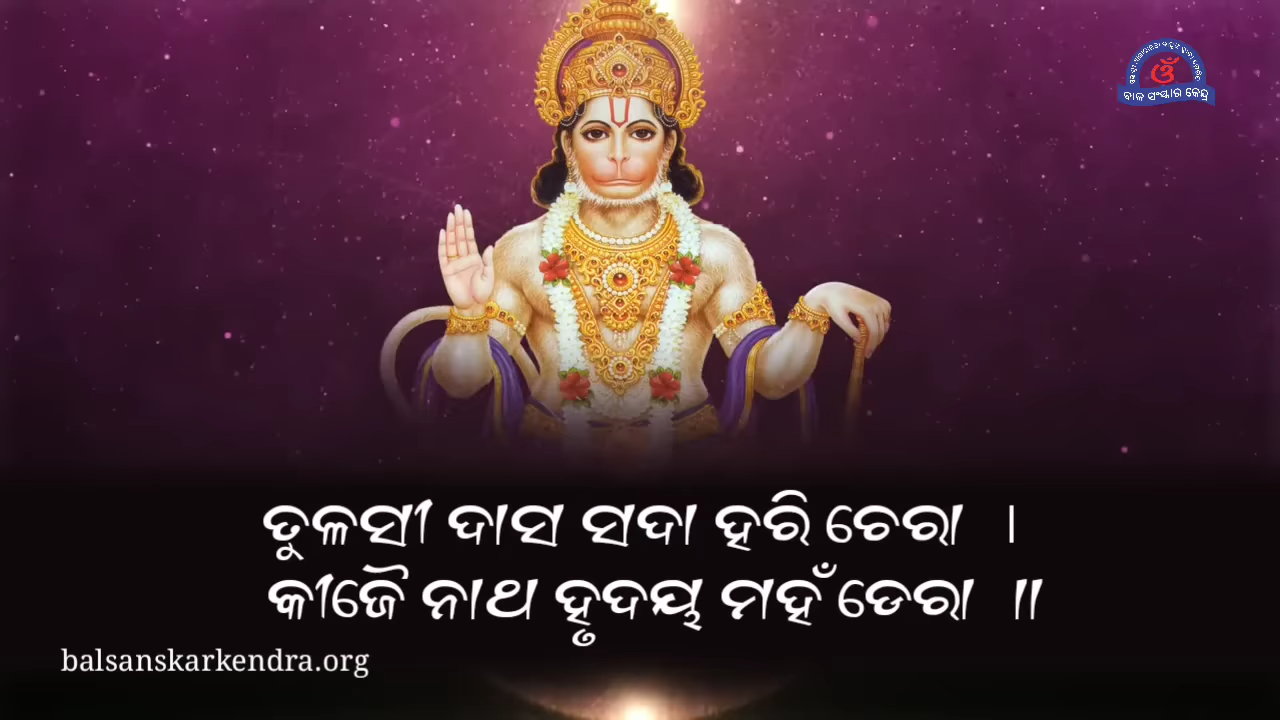 ଓଁ
ବାଳ ସଂସ୍କାର କେନ୍ଦ୍ର
ତୁଳସୀ ଦାସ ସଦା ହରି ଚେରା ।
କୀଜୈ ନାଥ ହୃଦୟ ମହଁ ଡେରା ॥
balsanskarkendra.org